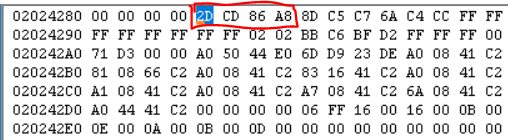 02024280 00 00 00 00 2D CD 86 A8 8D C5 C7 6A C4 CC FF FF
02024290 FF FF FF FF FF FF 02 02 BB C6 BF D2 FF FF FF 00
020242A0 71 D3 00 00 A0 50 44 E0 6D D9 23 DE A0 08 41 C2
020242B0 81 08 66 C2 A0 08 41 C2 83 16 41 C2 A0 08 41 C2
020242C0 A1 08 41 C2 A0 08 41 C2 A7 08 41 C2 6A 08 41 C2
020242D0 A0 44 41 C2 00 00 00 00 06 FF 16 00 16 00 0B 00
020242E0 0E 00 0A 00 0B 00 0D 00 00 00 00 00 00 00 00 00